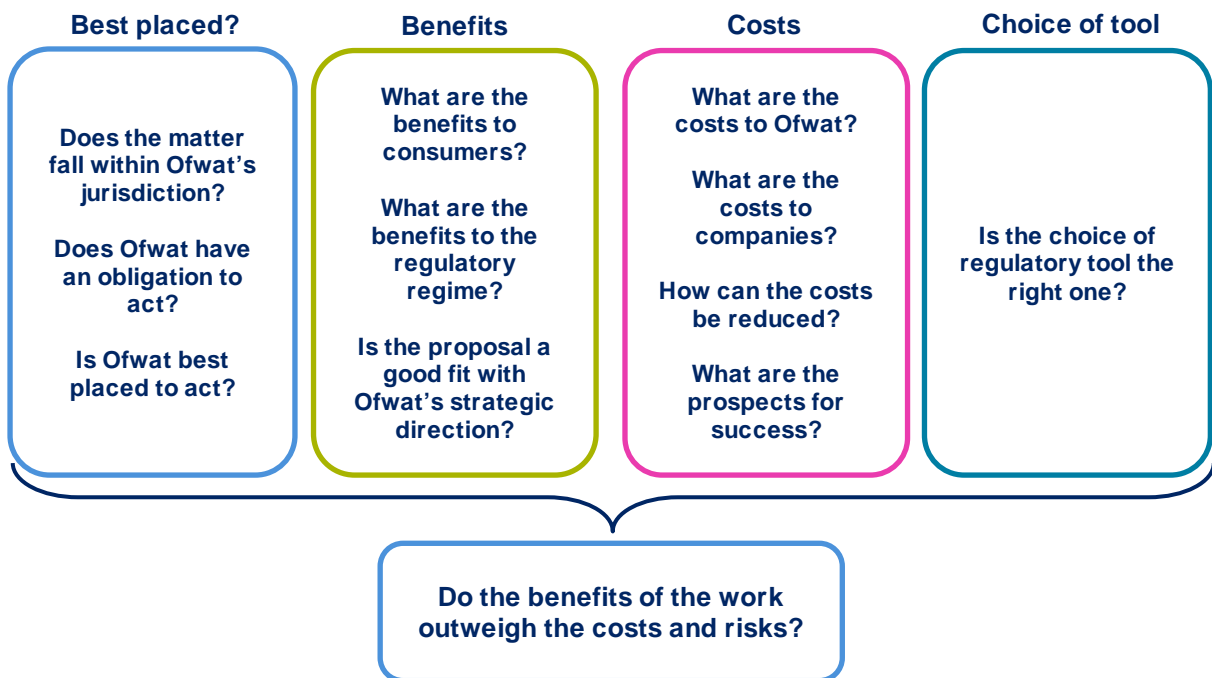 Best placed?
Does the matter
fall within Ofwat’s
jurisdiction?
Does Ofwat have
an obligation to
act?
Is Ofwat best
placed to act?
Benefits
What are the
benefits to
consumers?
What are the
benefits to the
regulatory
regime?
Is the proposal a
good fit with
Ofwat’s strategic
direction?
Costs
What are the
costs to Ofwat?
What are the
costs to
companies?
How can the costs
be reduced?
What are the
prospects for
success?
Choice of tool
Is the choice of
regulatory tool the
right one?
Do the benefits of the work
outweigh the costs and risks?